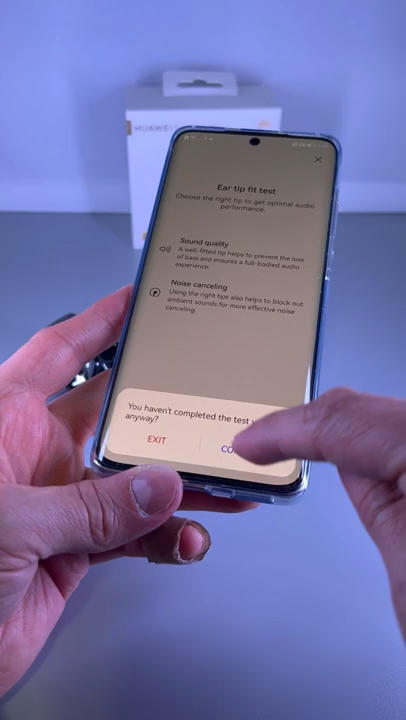 HUAWEI
Ear tip fit test
Choose the right tip to get optimal audio
performance.
Sound quality
A well-fitted tip helps to prevent the loss
of bass and ensures a full-bodied audio
experience.
Noise canceling
Using the right tips also helps to block out
ambient sounds for more effective noise
canceling.
You haven't completed the test
anyway?
EXIT